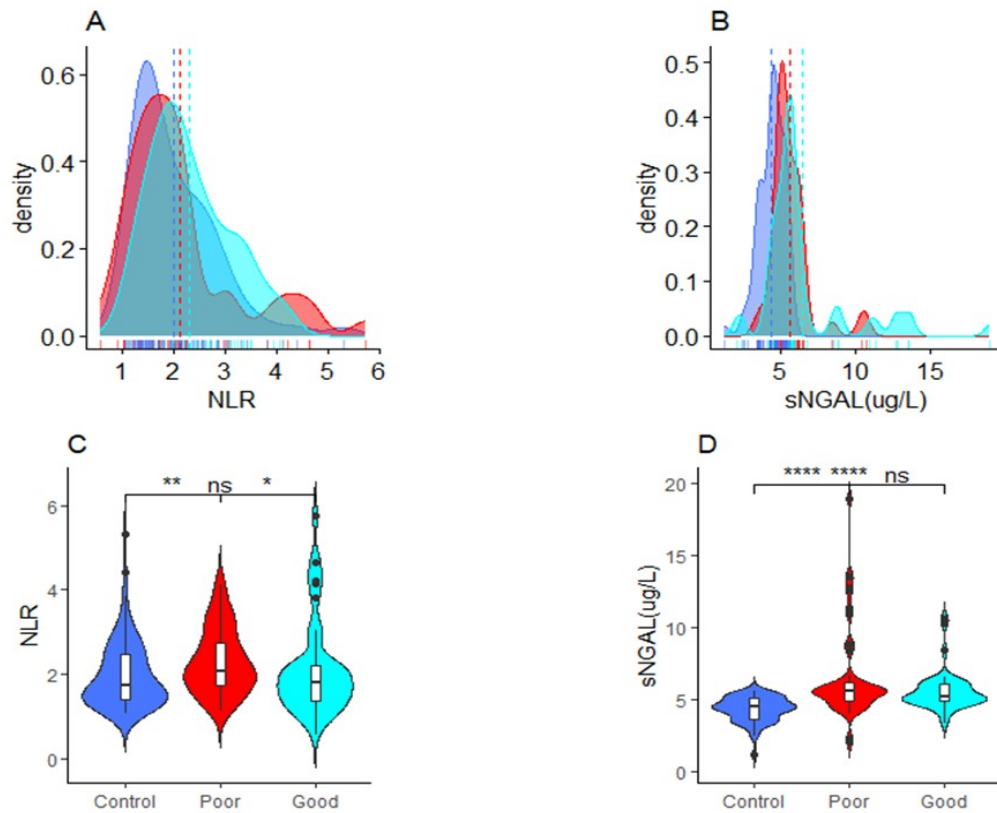 A
0.6
0.4
0.2
0.0
density
1 2 3 4 5 6
NLR
B
0.5
0.4
0.3
0.2
0.1
0.0
density
5 10 15
sNGAL(ug/L)
C
** ns *
6
4
2
0
NLR
Control Poor Good
D
**** **** ns
20
15
10
5
0
sNGAL(ug/L)
Control Poor Good